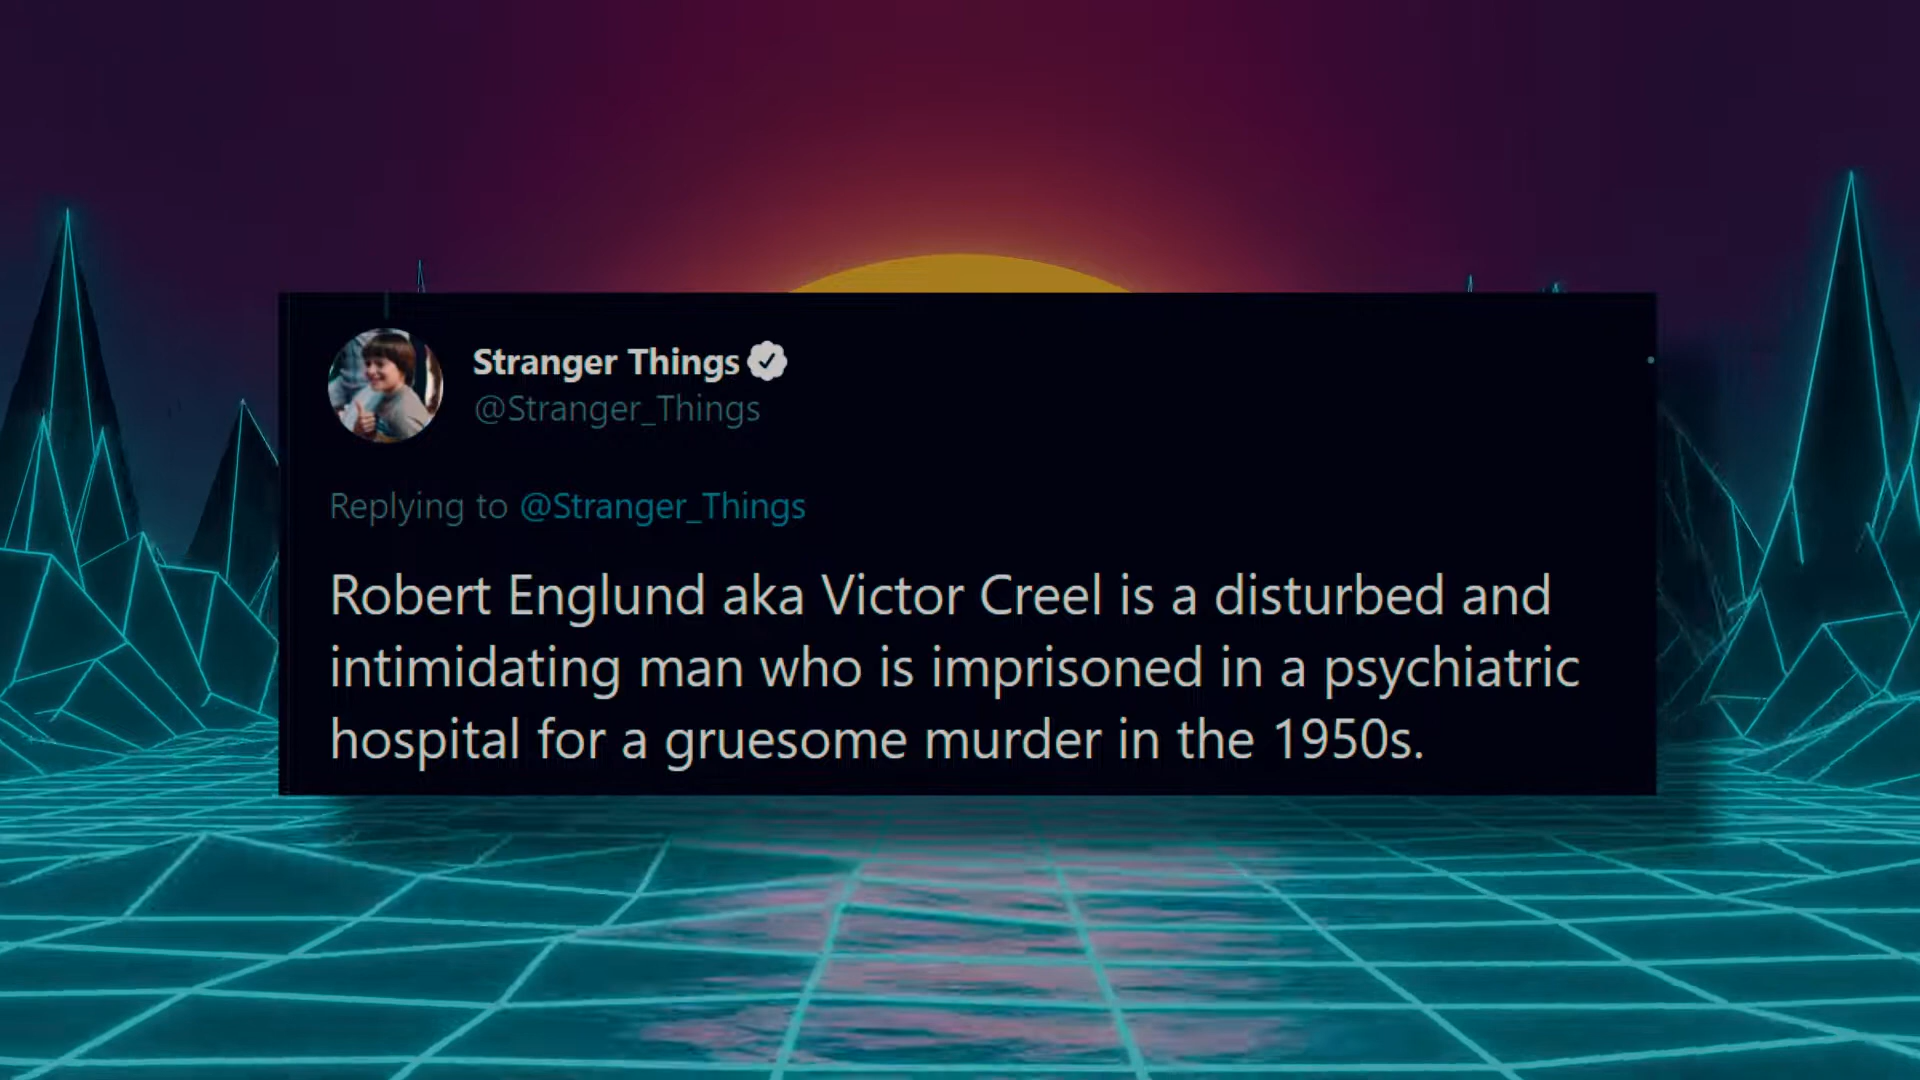 Stranger Things
@Stranger_Things
Replying to @Stranger_Things
Robert Englund aka Victor Creel is a disturbed and
intimidating man who is imprisoned in a psychiatric
hospital for a gruesome murder in the 1950s.